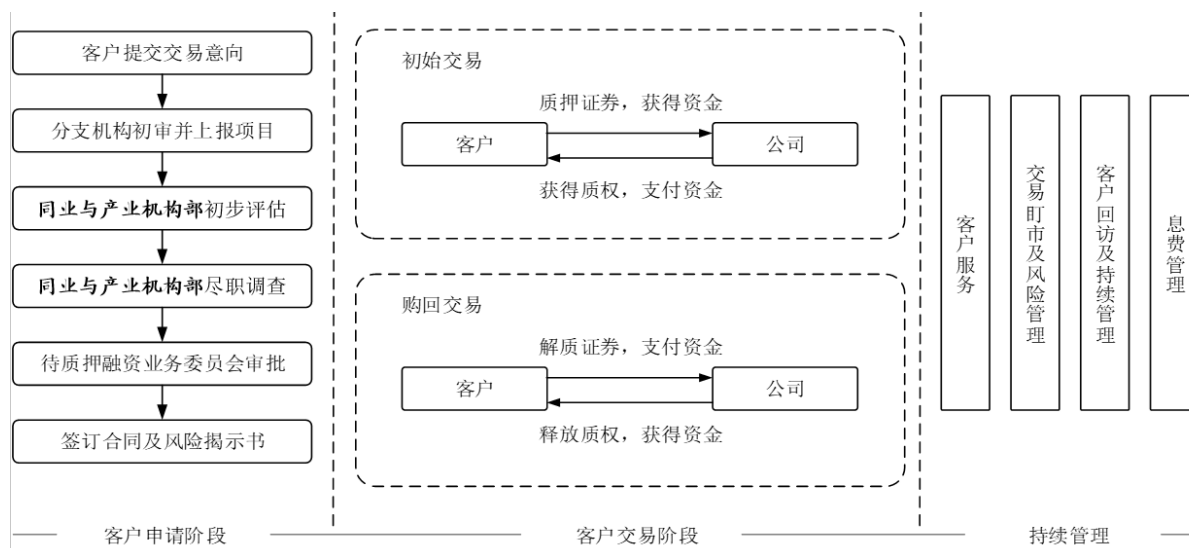 客户提交交易意向
分支机构初审并上报项目
同业与产业机构部初步评估
同业与产业机构部尽职调查
待质押融资业务委员会审批
签订合同及风险揭示书
客户申请阶段
初始交易
质押证券，获得资金
客户
公司
获得质权，支付资金
购回交易
解质证券，支付资金
客户
公司
释放质权，获得资金
客户交易阶段
客户服务
交易盯市及风险管理
客户回访及持续管理
息费管理
持续管理